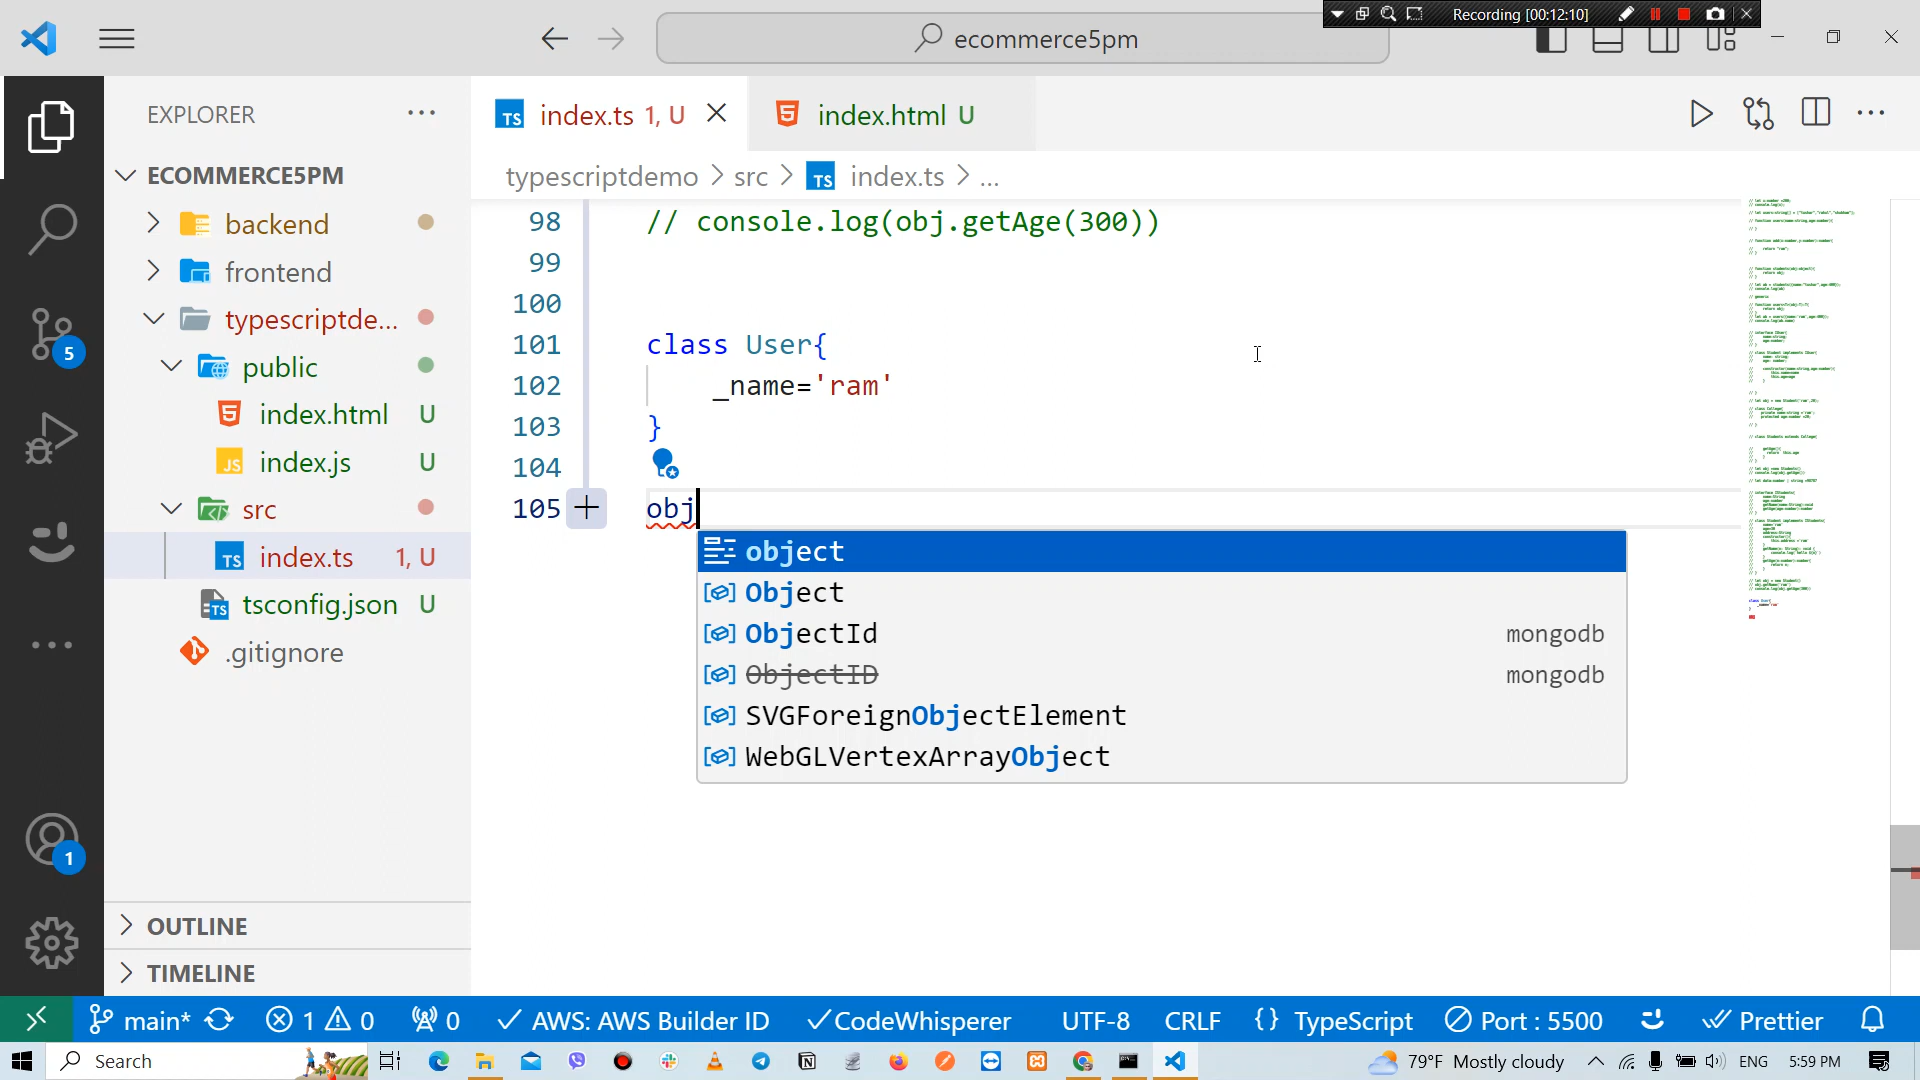 Recording [00:12:10]
ecommerce5pm
EXPLORER
index.ts 1, U
index.html U
ECOMMERCE5PM
typescriptdemo > src > TS index.ts > ...
backend
frontend
typescriptde...
public
index.html U
index.js U
src
TS index.ts 1, U
tsconfig.json U
.gitignore
OUTLINE
TIMELINE
98 // console.log(obj.getAge(300))
99
100
101 class User{
102 _name='ram'
103 }
104
105 obj
object
Object
ObjectId mongodb
ObjectID mongodb
SVGForeignObjectElement
WebGLVertexArrayObject
5
1
main* 1 0 0 AWS: AWS Builder ID CodeWhisperer UTF-8 CRLF {} TypeScript Port : 5500 Prettier
Search 79°F Mostly cloudy ENG 5:59 PM